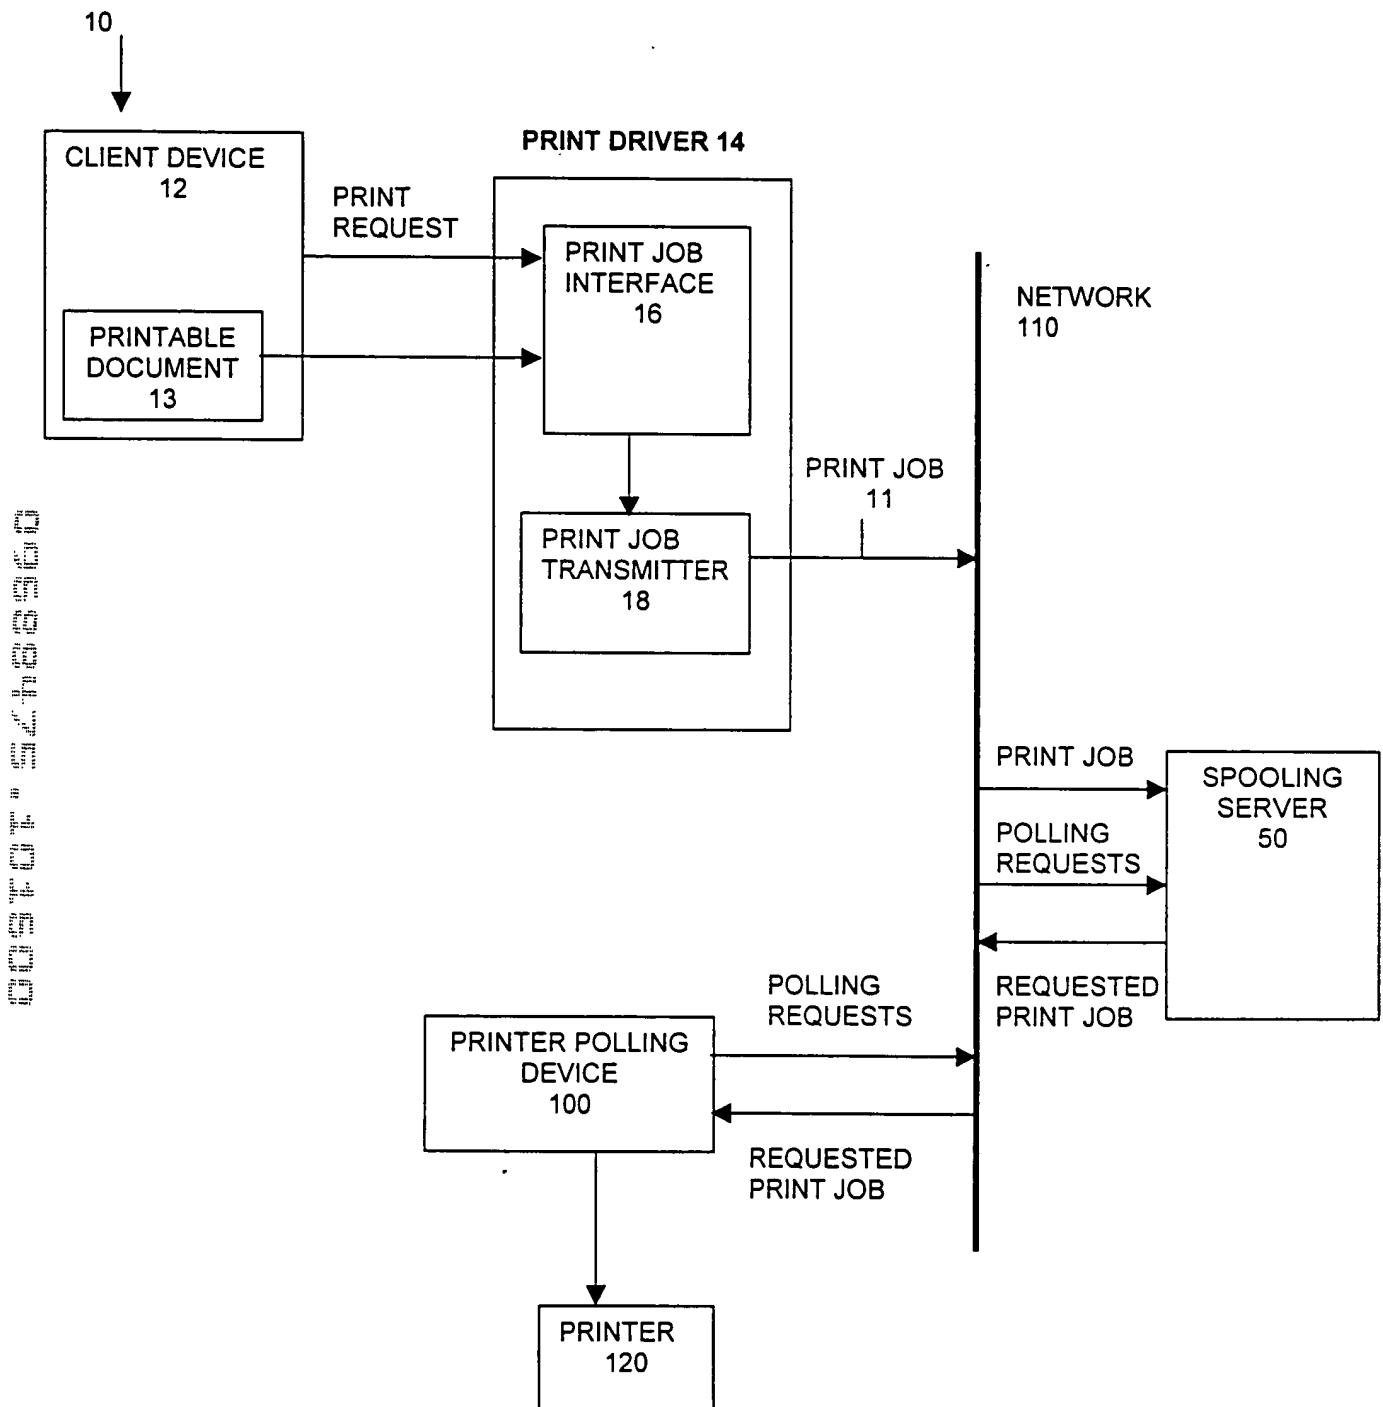 10
CLIENT DEVICE
12
PRINTABLE
DOCUMENT
13
PRINT
REQUEST
PRINT DRIVER 14
PRINT JOB
INTERFACE
16
PRINT JOB
TRANSMITTER
18
PRINT JOB
11
NETWORK
110
PRINT JOB
POLLING
REQUESTS
REQUESTED
PRINT JOB
SPOOLING
SERVER
50
POLLING
REQUESTS
REQUESTED
PRINT JOB
PRINTER POLLING
DEVICE
100
PRINTER
120
09588475.101500